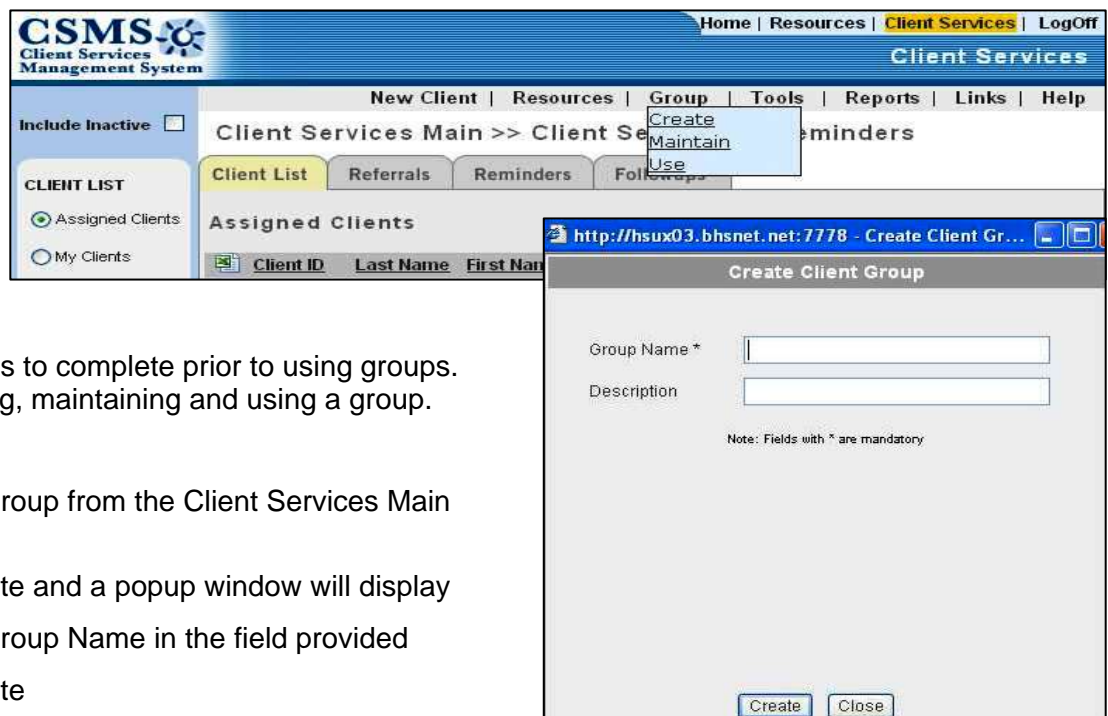 CSMS
Client Services
Management System
Home | Resources | Client Services | LogOff
Client Services
New Client | Resources | Group | Tools | Reports | Links | Help
Create
Maintain
Use
Include Inactive
Client Services Main >> Client Se minders
CLIENT LIST
Assigned Clients
My Clients
Client List Referrals Reminders
Assigned Clients
Client ID Last Name First Nam
http://hsux03.bhsnet.net:7778 - Create Client Gr...
Create Client Group
Group Name *
Description
Note: Fields with * are mandatory
Create Close
s to complete prior to using groups.
g, maintaining and using a group.
roup from the Client Services Main
te and a popup window will display
roup Name in the field provided
te